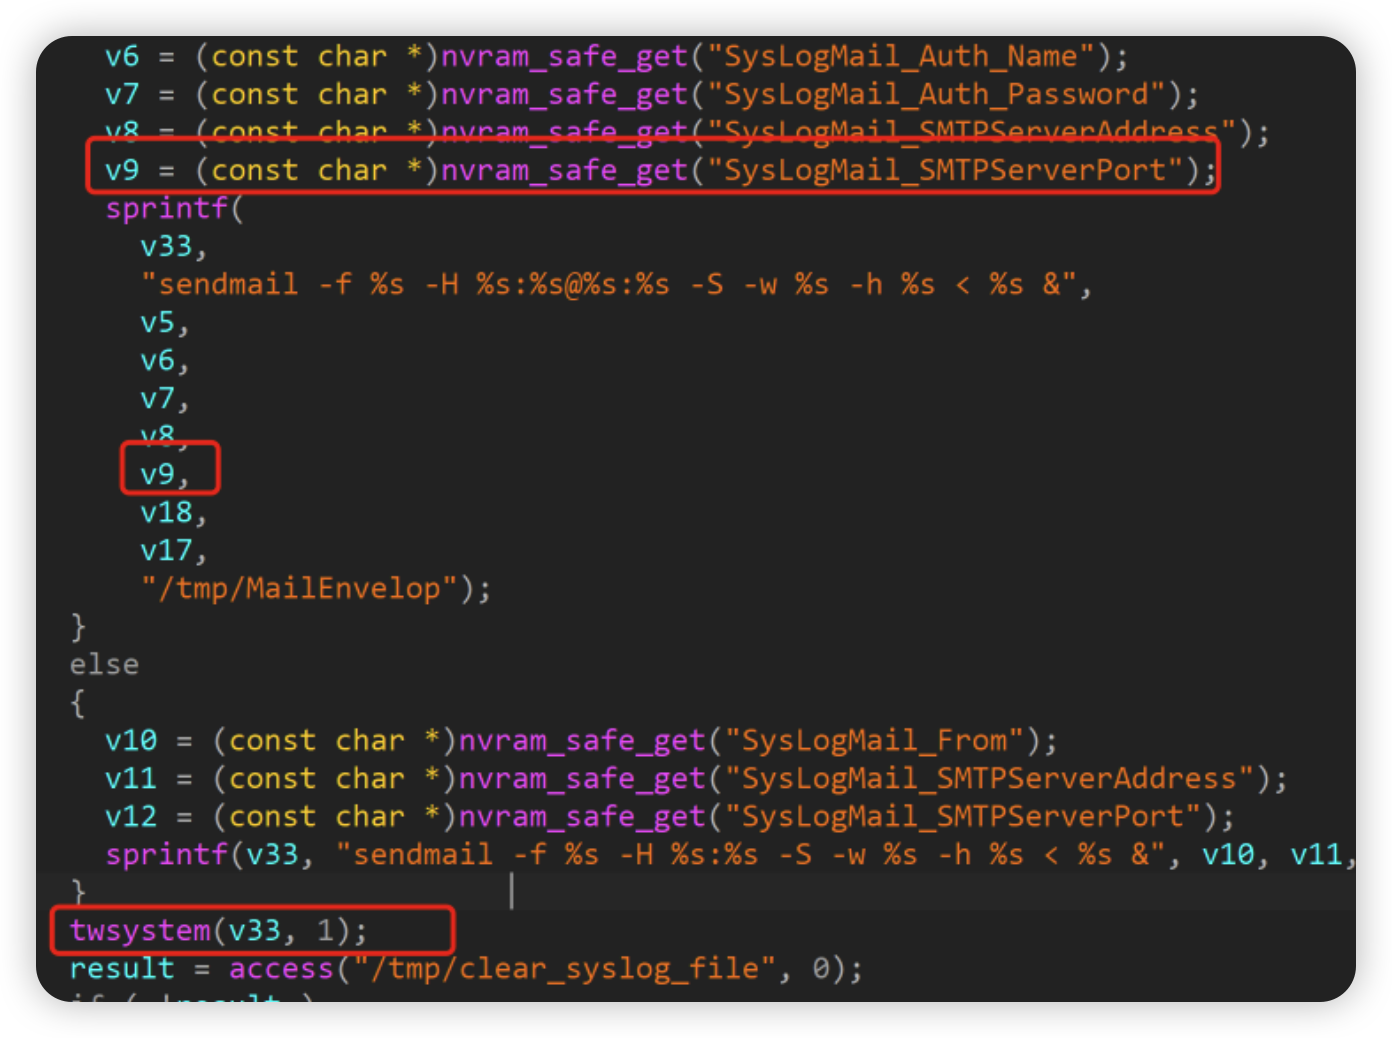 v6 = (const char *)nvram_safe_get("SysLogMail_Auth_Name");
v7 = (const char *)nvram_safe_get("SysLogMail_Auth_Password");
v8 = (const char *)nvram_safe_get("SysLogMail_SMTPServerAddress");
v9 = (const char *)nvram_safe_get("SysLogMail_SMTPServerPort");
sprintf(
v33,
"sendmail -f %s -H %s:%s@%s:%s -S -w %s -h %s < %s &",
v5,
v6,
v7,
v8,
v9,
v18,
v17,
"/tmp/MailEnvelop");
}
else
{
v10 = (const char *)nvram_safe_get("SysLogMail_From");
v11 = (const char *)nvram_safe_get("SysLogMail_SMTPServerAddress");
v12 = (const char *)nvram_safe_get("SysLogMail_SMTPServerPort");
sprintf(v33, "sendmail -f %s -H %s:%s -S -w %s -h %s < %s &", v10, v11,
}
twsystem(v33, 1);
result = access("/tmp/clear_syslog_file", 0);
if ( !result )